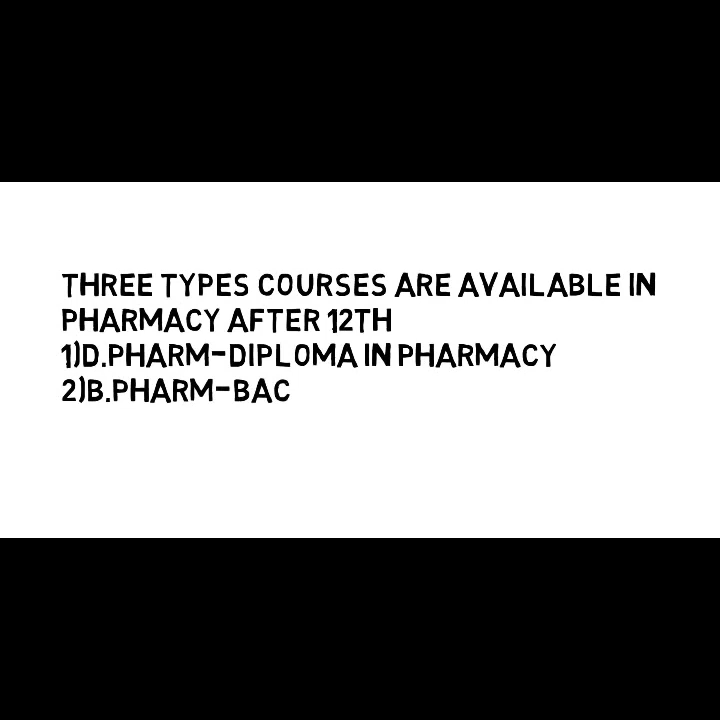 THREE TYPES COURSES ARE AVAILABLE IN
PHARMACY AFTER 12TH
1)D.PHARM-DIPLOMA IN PHARMACY
2)B.PHARM-BAC